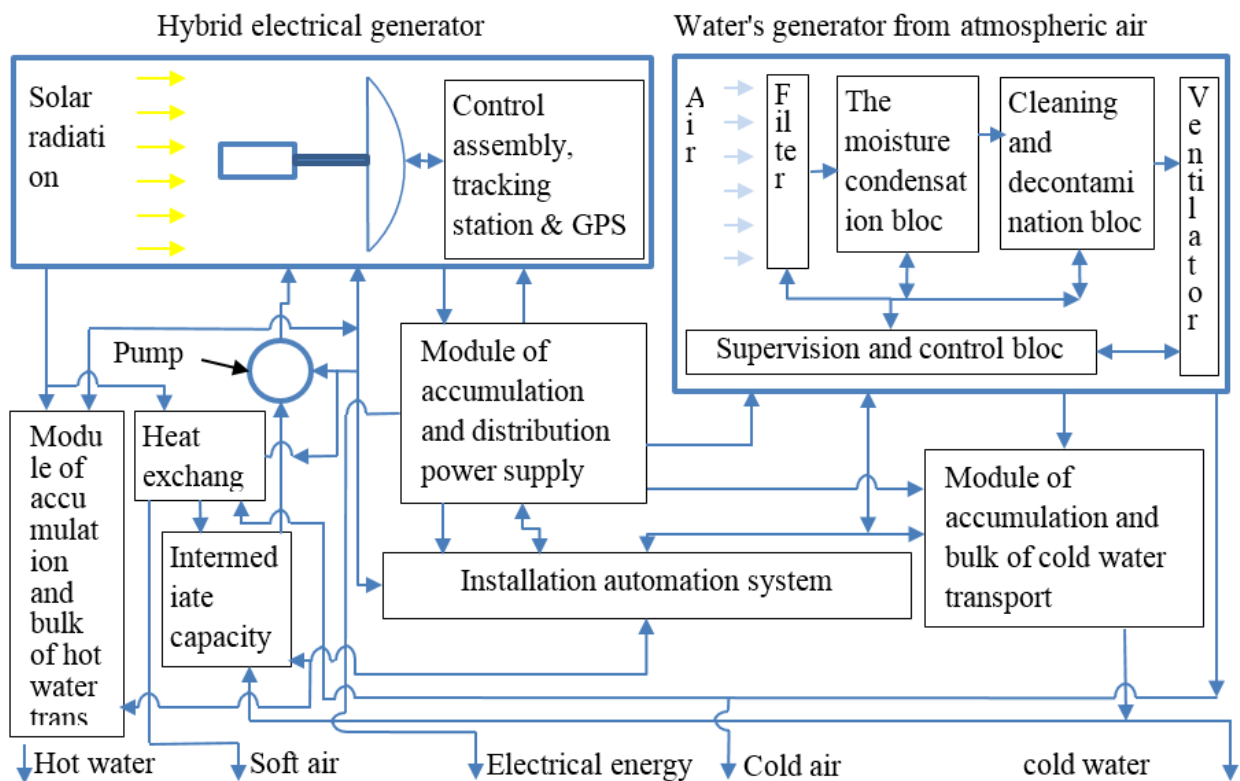 Hybrid electrical generator
Water's generator from atmospheric air
Solar
radiati
on
Control
assembly,
tracking
station & GPS
Air
Filter
The
moisture
condensat
ion bloc
Cleaning
and
decontami
nation bloc
Ventilator
Supervision and control bloc
Pump
Module of
accumulation
and distribution
power supply
Modu
le of
accu
mulat
ion
and
bulk
of hot
water
trans
Heat
exchang
Intermed
iate
capacity
Installation automation system
Module of
accumulation and
bulk of cold water
transport
Hot water
Soft air
Electrical energy
Cold air
cold water